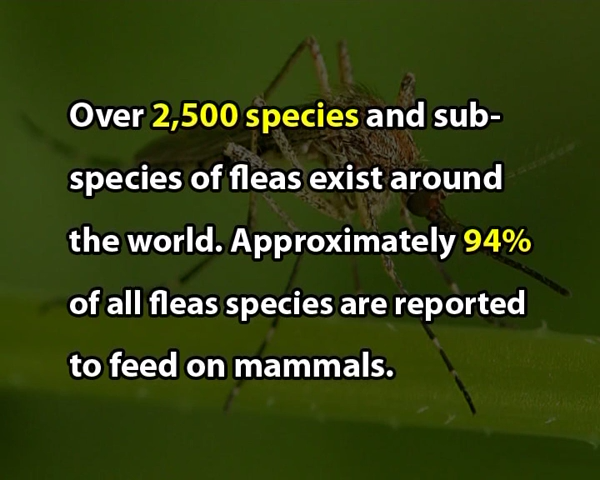 Over 2,500 species and sub-
species of fleas exist around
the world. Approximately 94%
of all fleas species are reported
to feed on mammals.